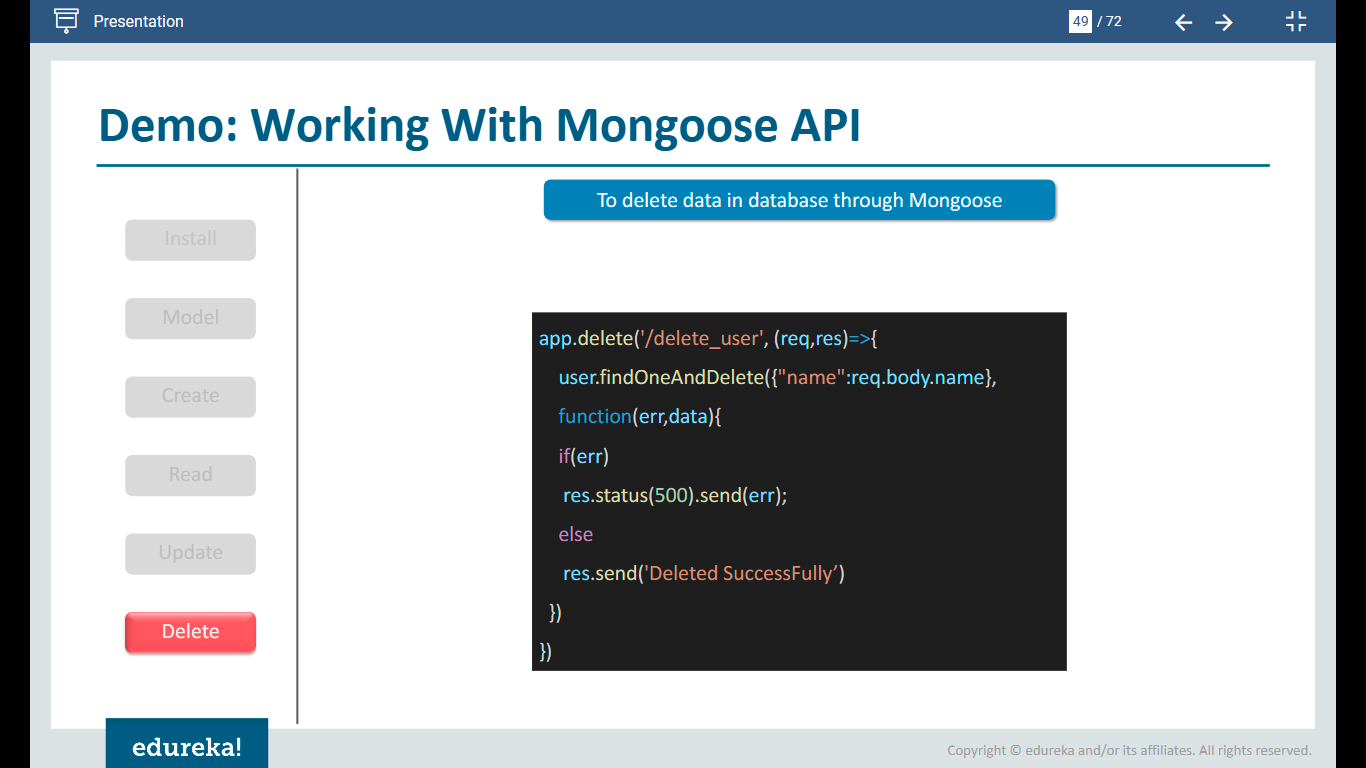 Presentation
49 / 72
Demo: Working With Mongoose API
To delete data in database through Mongoose
Install
Model
Create
Read
Update
Delete
app.delete('/delete_user', (req,res)=>{
user.findOneAndDelete({"name":req.body.name},
function(err,data){
if(err)
res.status(500).send(err);
else
res.send('Deleted SuccessFully’)
})
})
edureka!
Copyright © edureka and/or its affiliates. All rights reserved.